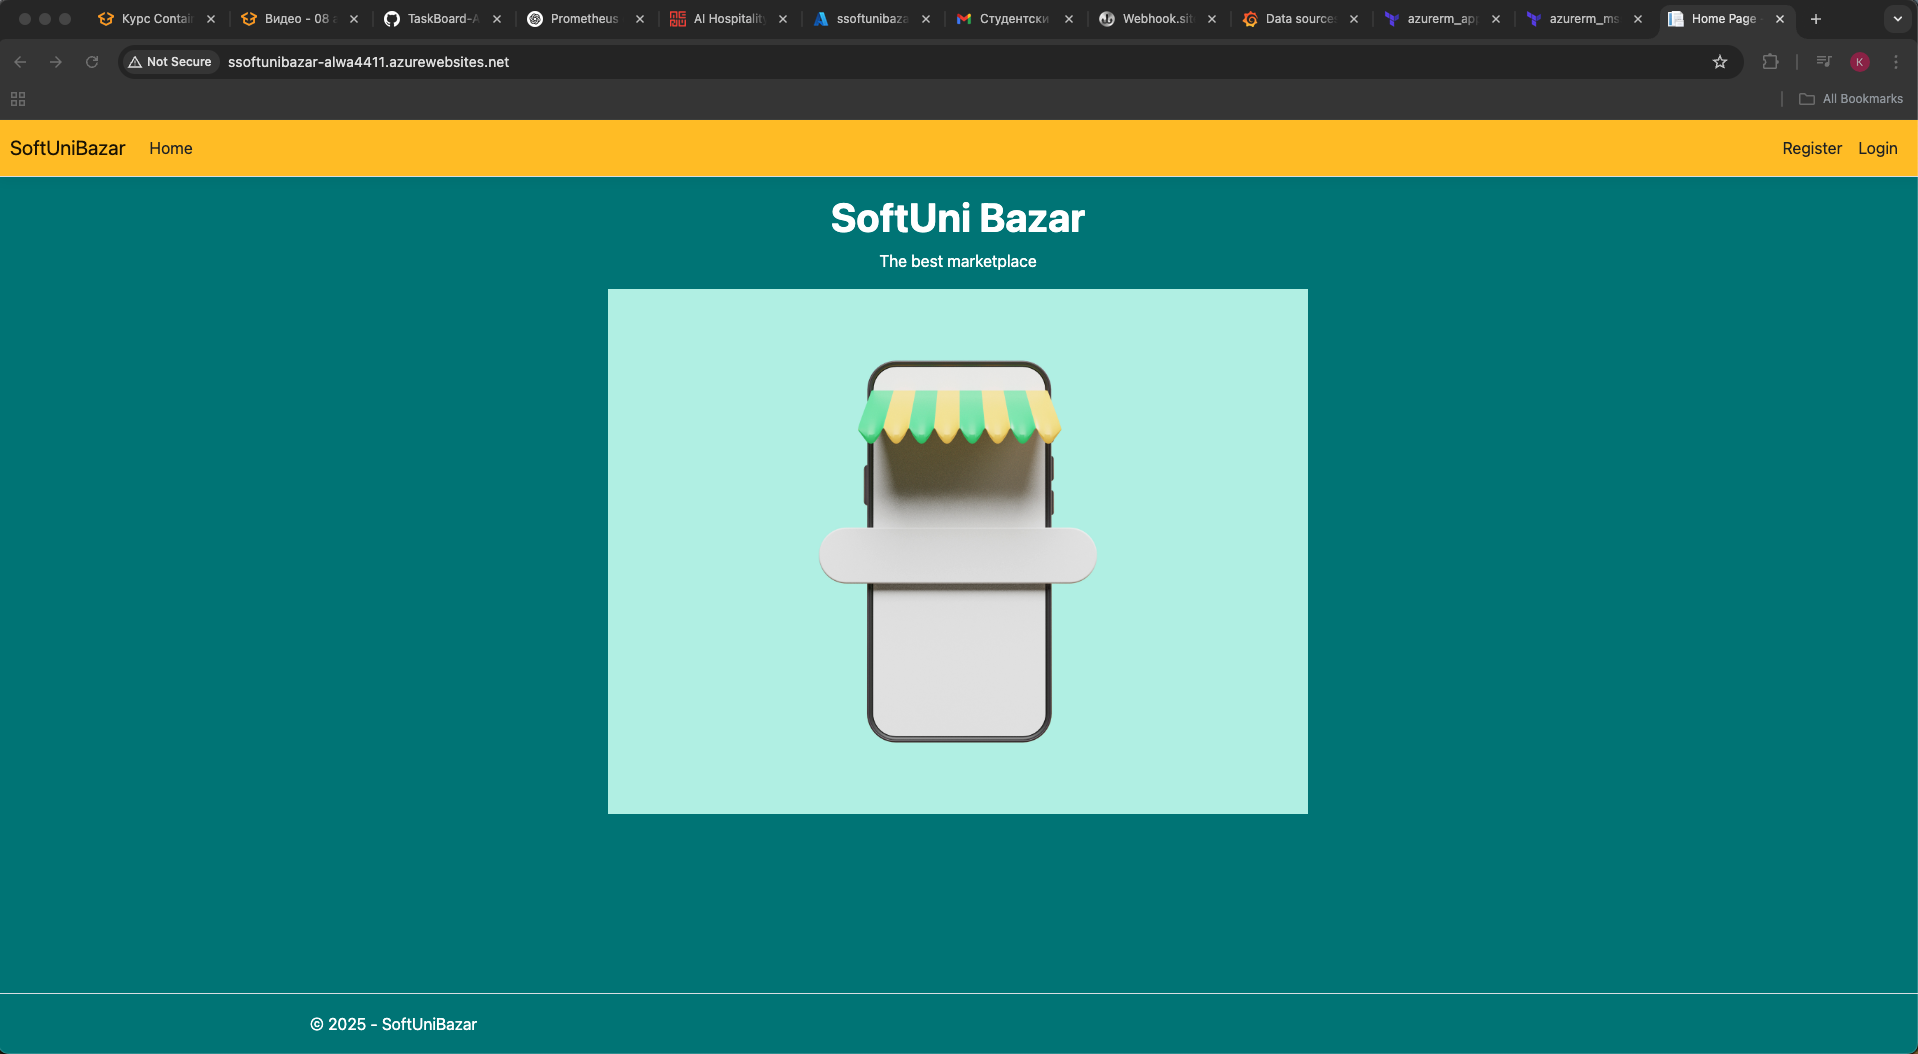 Курс Contai
Видео - 08
TaskBoard-A
Prometheus
AI Hospitality
ssoftunibaza
Студентски
Webhook.sit
Data source
azurerm_ap
azurerm_ms
Home Page
Not Secure ssoftunibazar-alwa4411.azurewebsites.net K
All Bookmarks
SoftUniBazar Home Register Login
SoftUni Bazar
The best marketplace
© 2025 - SoftUniBazar